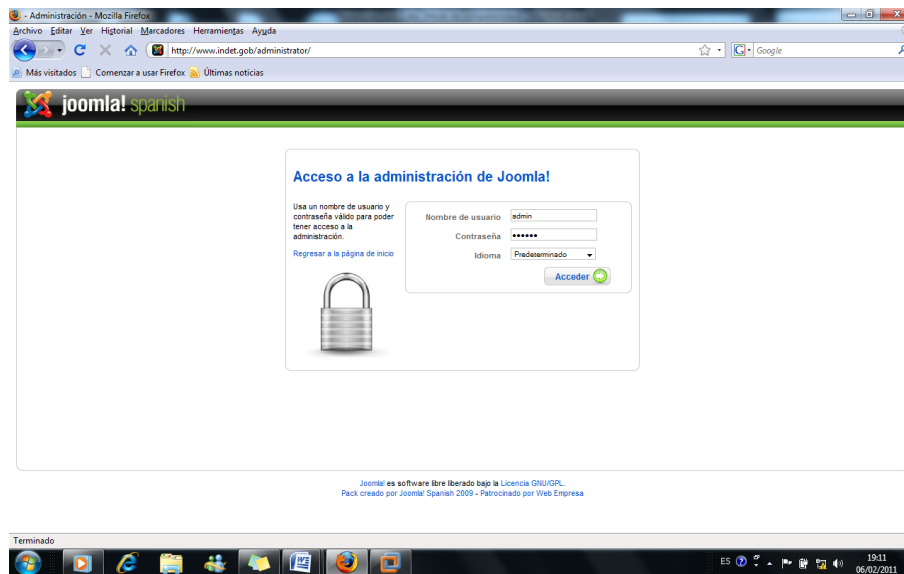 - Administración - Mozilla Firefox
Archivo Editar Ver Historial Marcadores Herramientas Ayuda
http://www.indet.gob/administrator/
Google
Más visitados Comenzar a usar Firefox Últimas noticias
joomla! spanish
Acceso a la administración de Joomla!
Usa un nombre de usuario y
contraseña válido para poder
tener acceso a la
administración.
Regresar a la página de inicio
Nombre de usuario admin
Contraseña ••••••
Idioma Predeterminado
Acceder
Joomla! es software libre liberado bajo la Licencia GNU/GPL.
Pack creado por Joomla! Spanish 2009 - Patrocinado por Web Empresa
Terminado
ES 19:11
06/02/2011